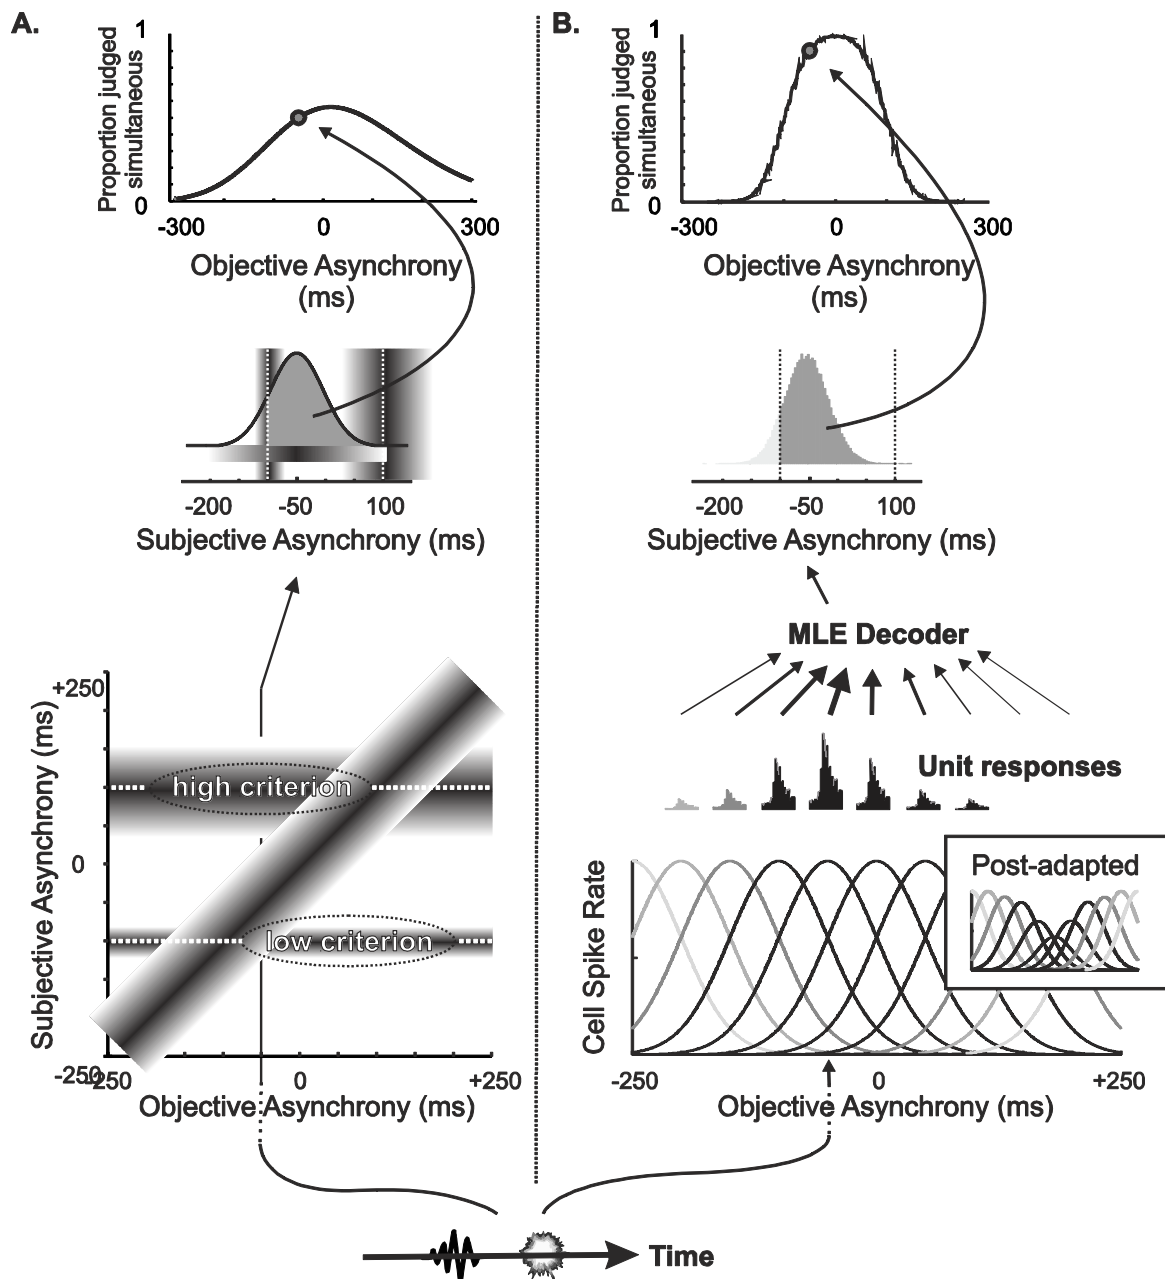 A.
1
Proportion judged
simultaneous
0
-300 0 300
Objective Asynchrony
(ms)
-200 -50 100
Subjective Asynchrony (ms)
+250
high criterion
0
low criterion
Subjective Asynchrony (ms)
-250
-250 0 +250
Objective Asynchrony (ms)
B.
1
Proportion judged
simultaneous
0
-300 0 300
Objective Asynchrony
(ms)
-200 -50 100
Subjective Asynchrony (ms)
MLE Decoder
Unit responses
Post-adapted
Cell Spike Rate
-250 0 +250
Objective Asynchrony (ms)
Time